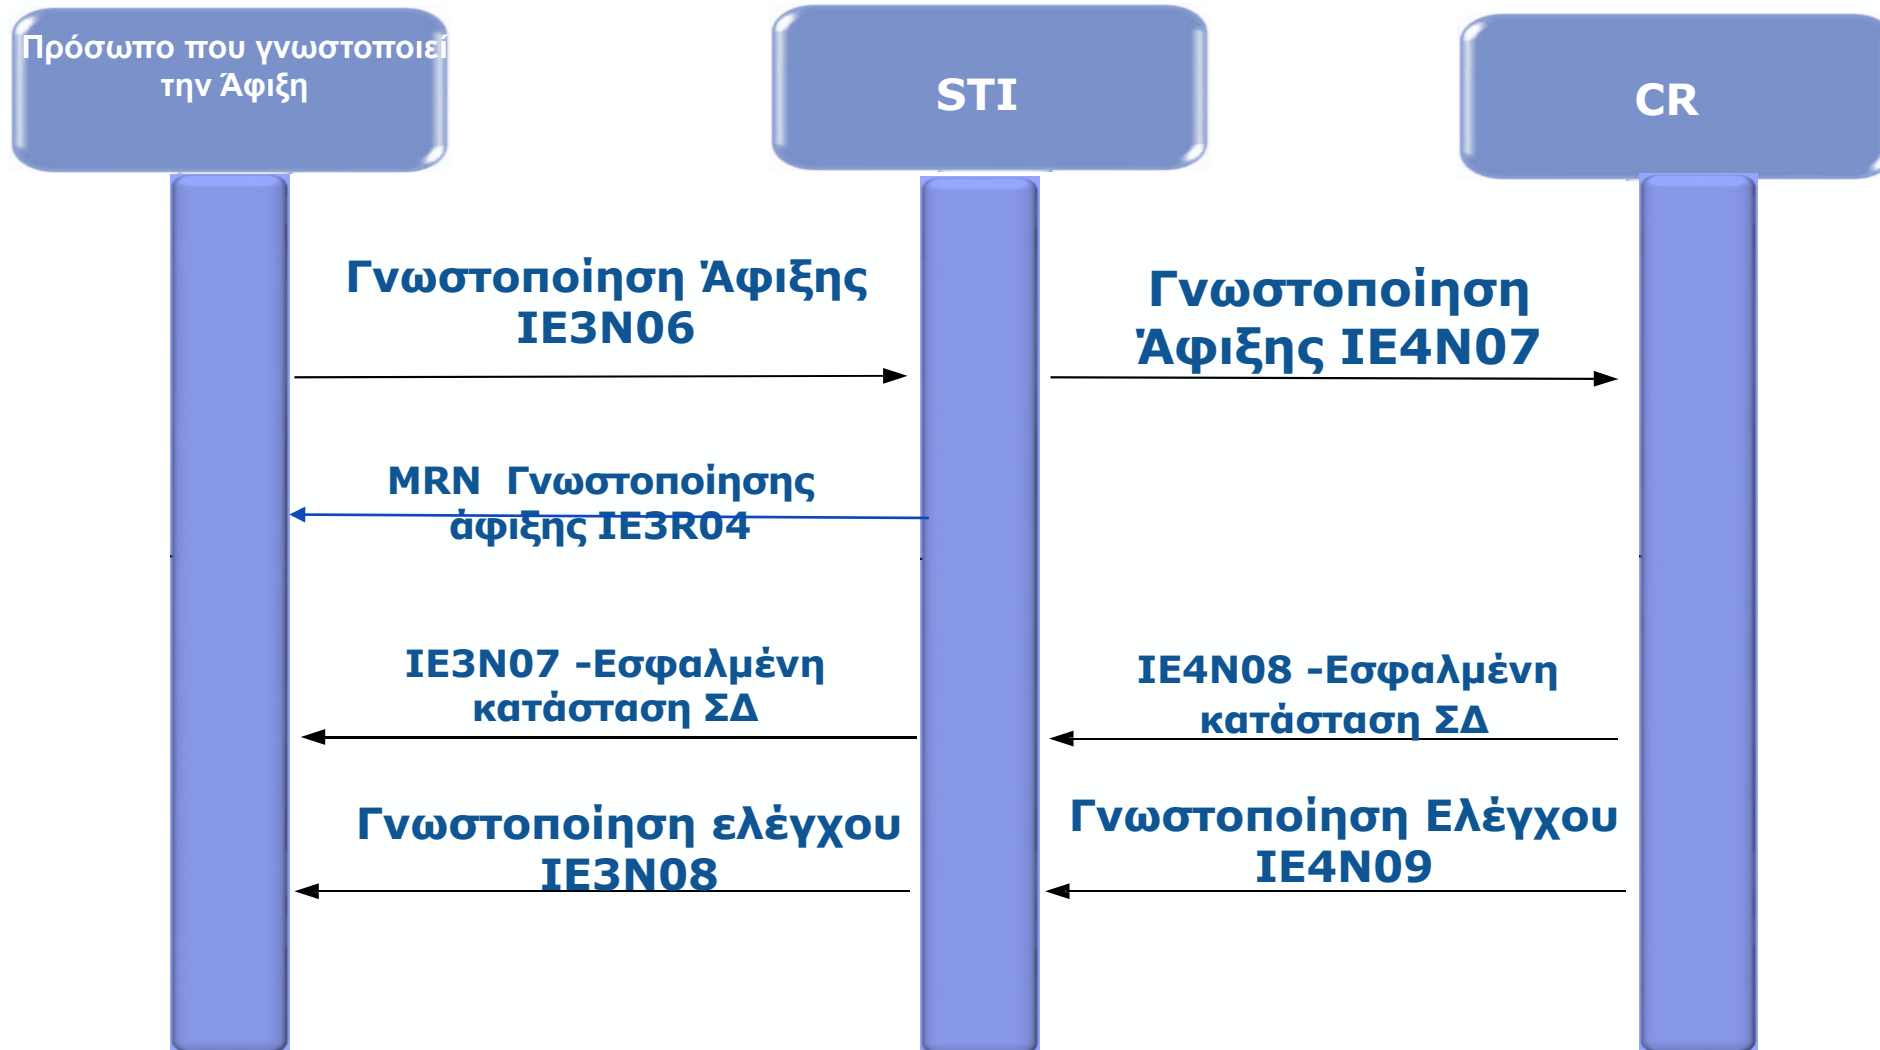 Πρόσωπο που γνωστοποιεί
την Άφιξη
STI
CR
Γνωστοποίηση Άφιξης
IE3N06
Γνωστοποίηση
Άφιξης IE4N07
MRN  Γνωστοποίησης
άφιξης IE3R04
IE3N07 -Εσφαλμένη
κατάσταση ΣΔ
IE4N08 -Εσφαλμένη
κατάσταση ΣΔ
Γνωστοποίηση ελέγχου
IE3N08
Γνωστοποίηση Ελέγχου
IE4N09